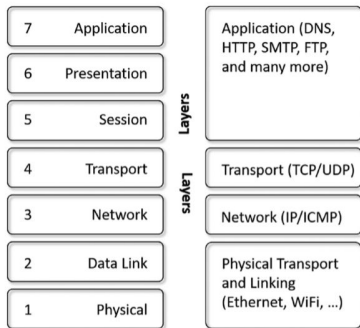 7 Application
6 Presentation
5 Session
4 Transport
3 Network
2 Data Link
1 Physical
Layers
Layers
Application (DNS,
HTTP, SMTP, FTP,
and many more)
Transport (TCP/UDP)
Network (IP/ICMP)
Physical Transport
and Linking
(Ethernet, WiFi, ...)